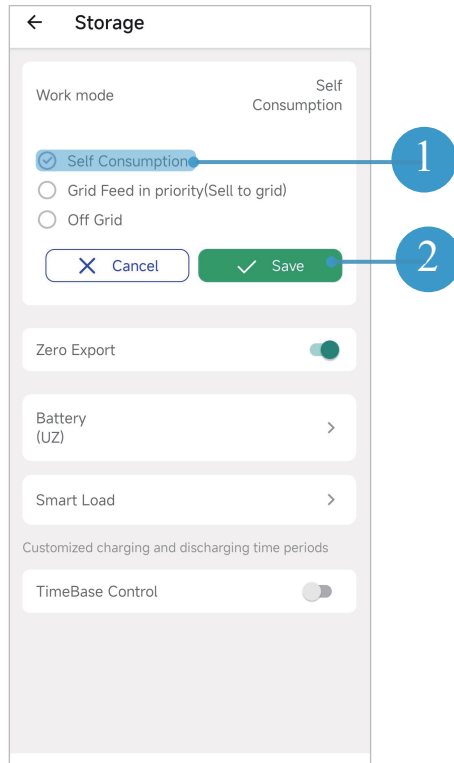 Storage
Work mode
Self
Consumption
Self Consumption
1
Grid Feed in priority(Sell to grid)
Off Grid
Cancel
Save
2
Zero Export
Battery
(UZ)
Smart Load
Customized charging and discharging time periods
TimeBase Control